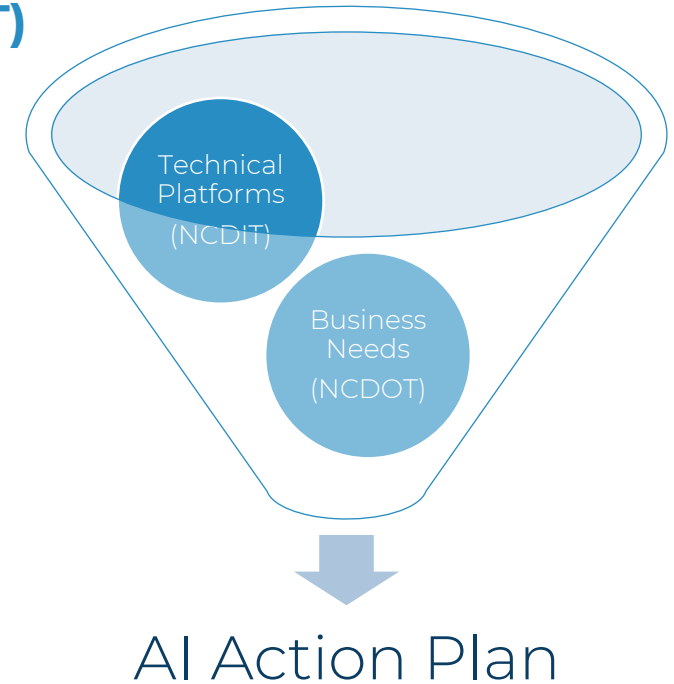 T)
Technical
Platforms
(NCDIT)
Business
Needs
(NCDOT)
AI Action Plan